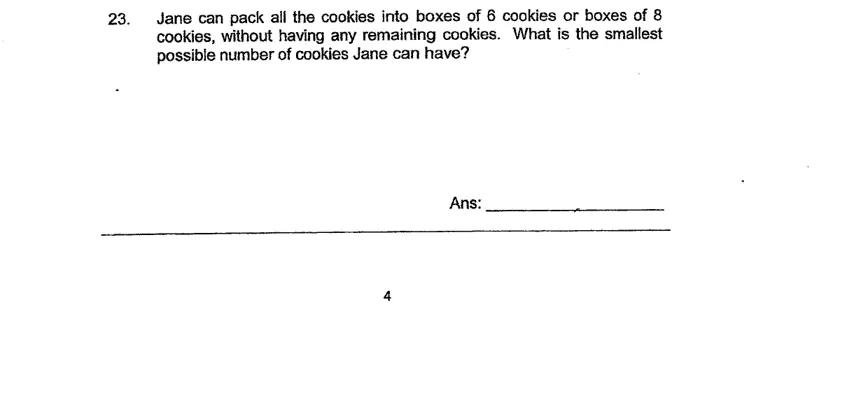 23. Jane can pack all the cookies into boxes of 6 cookies or boxes of 8
cookies, without having any remaining cookies. What is the smallest
possible number of cookies Jane can have?
Ans:
4